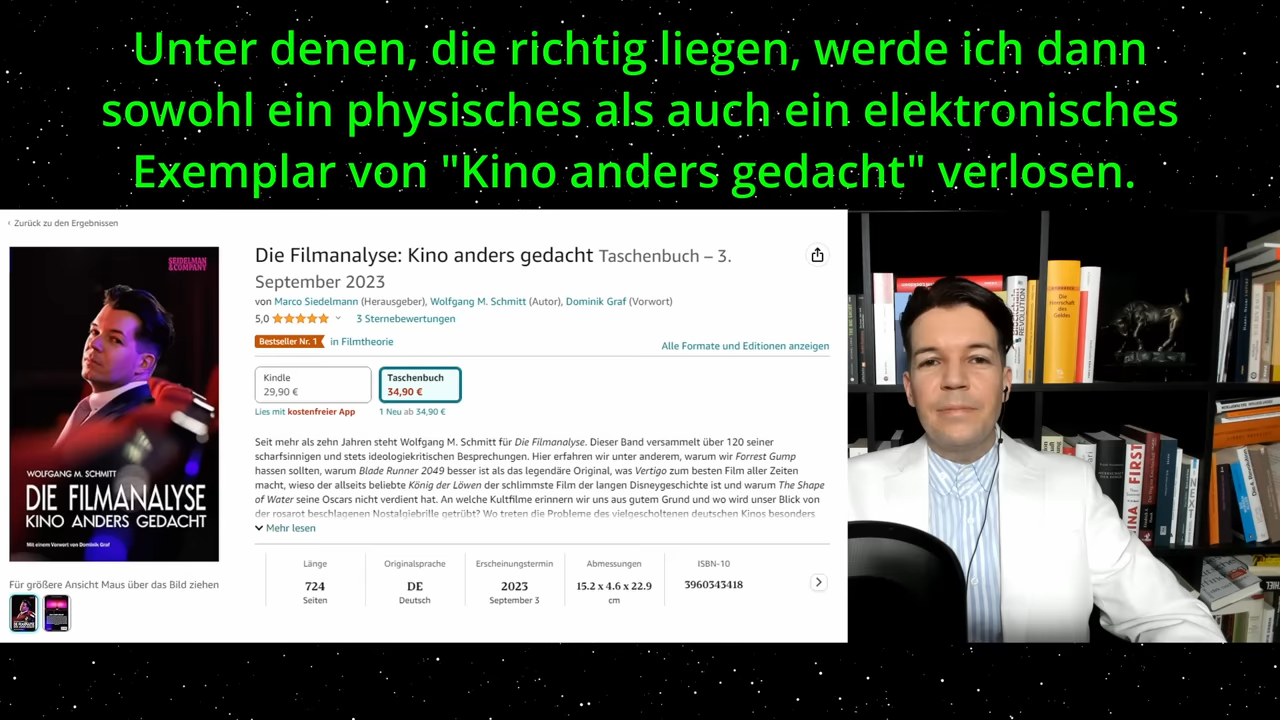 Unter denen, die richtig liegen, werde ich dann
sowohl ein physisches als auch ein elektronisches
Exemplar von "Kino anders gedacht" verlosen.
‹ Zurück zu den Ergebnissen
SEIDELMAN
&COMPANY
WOLFGANG M. SCHMITT
DIE FILMANALYSE
KINO ANDERS GEDACHT
Mit einem Vorwort von Dominik Graf
Für größere Ansicht Maus über das Bild ziehen
Die Filmanalyse: Kino anders gedacht Taschenbuch – 3.
September 2023
von Marco Siedelmann (Herausgeber), Wolfgang M. Schmitt (Autor), Dominik Graf (Vorwort)
5,0 3 Sternebewertungen
Bestseller Nr. 1 in Filmtheorie
Alle Formate und Editionen anzeigen
Kindle
29,90 €
Taschenbuch
34,90 €
Lies mit kostenfreier App
1 Neu ab 34,90 €
Seit mehr als zehn Jahren steht Wolfgang M. Schmitt für Die Filmanalyse. Dieser Band versammelt über 120 seiner
scharfsinnigen und stets ideologiekritischen Besprechungen. Hier erfahren wir unter anderem, warum wir Forrest Gump
hassen sollten, warum Blade Runner 2049 besser ist als das legendäre Original, was Vertigo zum besten Film aller Zeiten
macht, wieso der allseits beliebte König der Löwen der schlimmste Film der langen Disneygeschichte ist und warum The Shape
of Water seine Oscars nicht verdient hat. An welche Kultfilme erinnern wir uns aus gutem Grund und wo wird unser Blick von
der rosarot beschlagenen Nostalgiebrille getrübt? Wo treten die Probleme des vielgescholtenen deutschen Kinos besonders
Mehr lesen
Länge
724
Seiten
Originalsprache
DE
Deutsch
Erscheinungstermin
2023
September 3
Abmessungen
15.2 x 4.6 x 22.9
cm
ISBN-10
3960343418
Die
Herrschaft
des
Geldes
REVOLUTION
FIRST